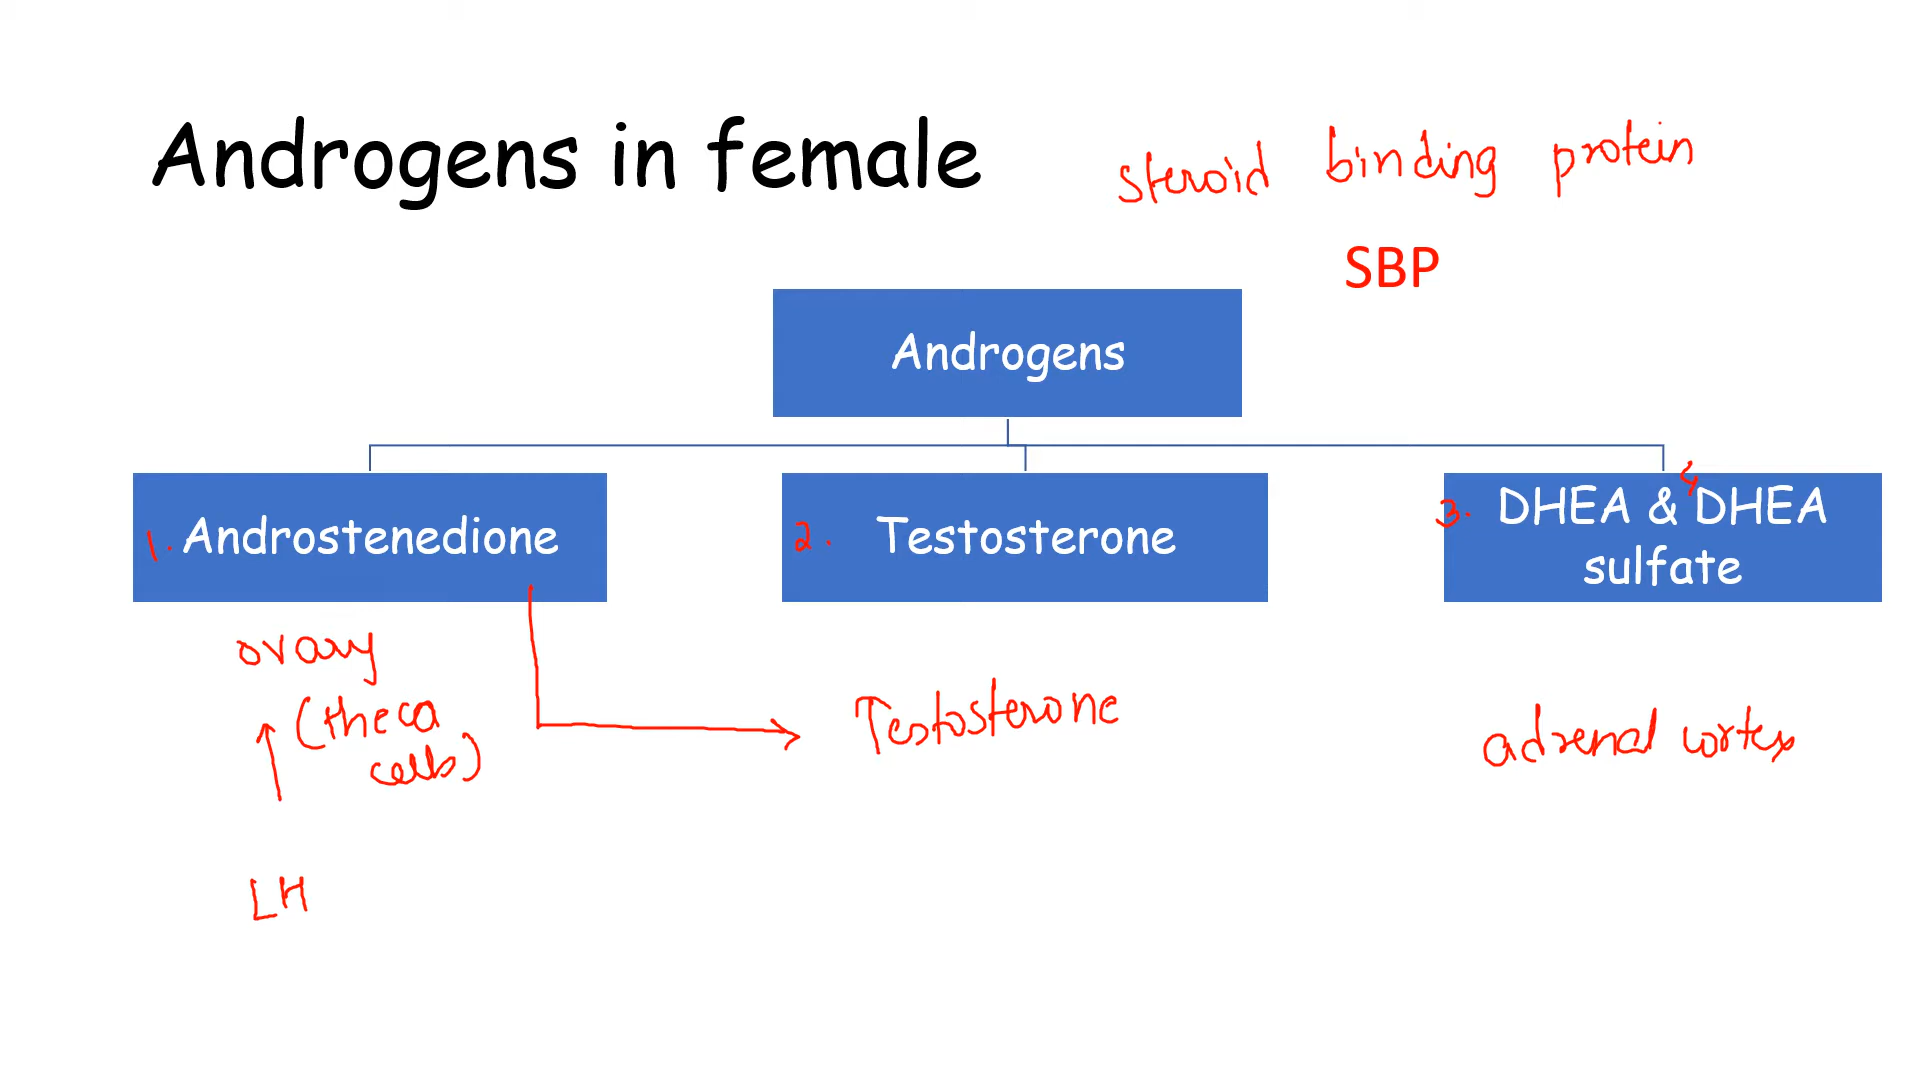 Androgens in female
steroid binding protein
SBP
Androgens
1. Androstenedione
2. Testosterone
3. DHEA & 4 DHEA
sulfate
ovary
(theca
cells)
LH
Testosterone
adrenal cortex